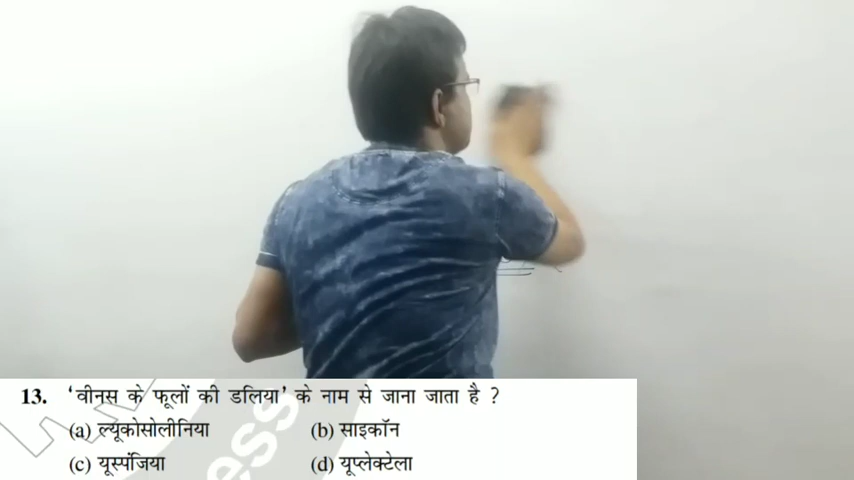 13. 'वीनस के फूलों की डलिया' के नाम से जाना जाता है ?
(a) ल्यूकोसोलीनिया (b) साइकॉन
(c) यूस्पंजिया (d) यूप्लेक्टेला